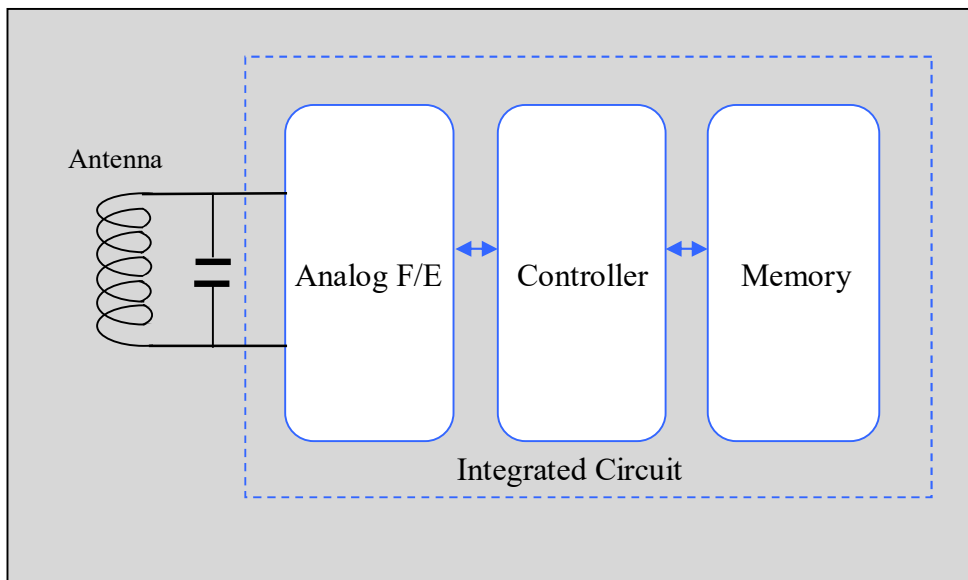 Antenna
Analog F/E
Controller
Memory
Integrated Circuit